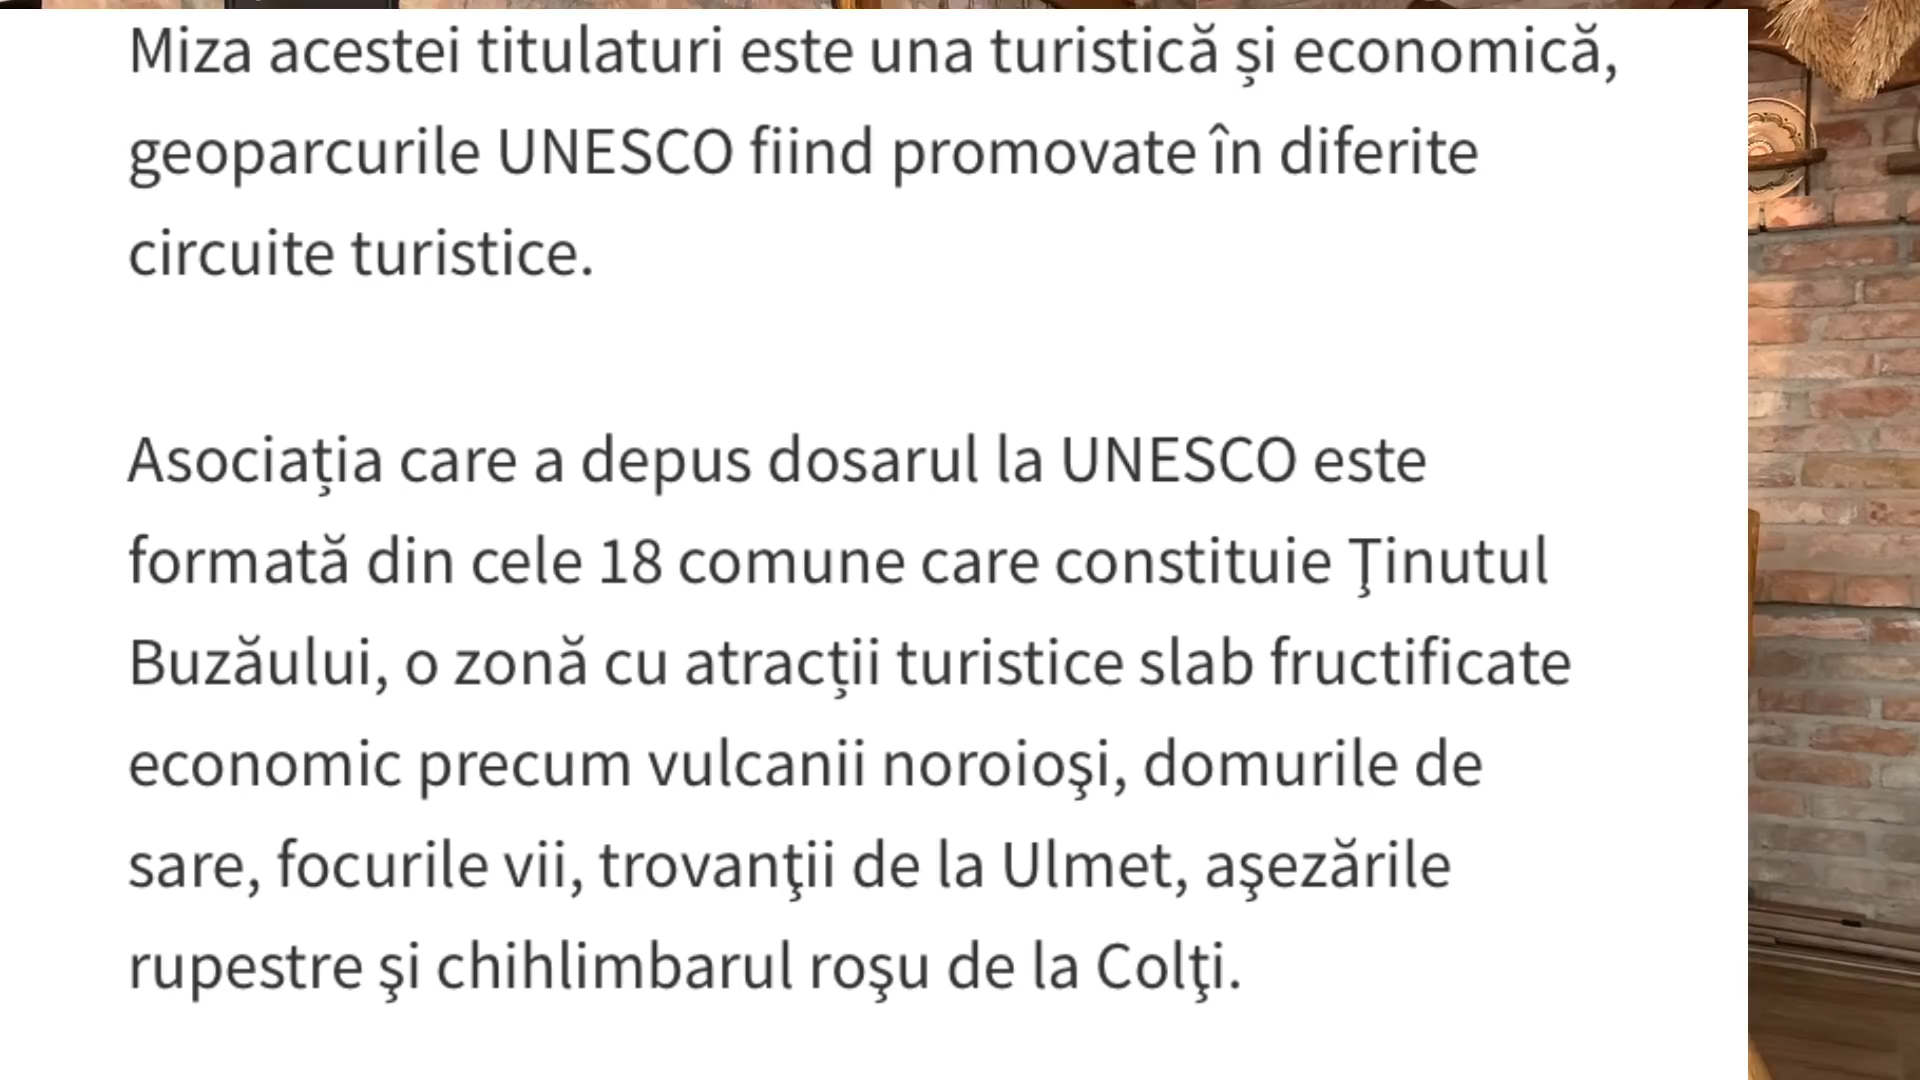 Miza acestei titulaturi este una turistică și economică,
geoparcurile UNESCO fiind promovate în diferite
circuite turistice.
Asociația care a depus dosarul la UNESCO este
formată din cele 18 comune care constituie Ţinutul
Buzăului, o zonă cu atracții turistice slab fructificate
economic precum vulcanii noroioşi, domurile de
sare, focurile vii, trovanţii de la Ulmet, aşezările
rupestre şi chihlimbarul roşu de la Colţi.